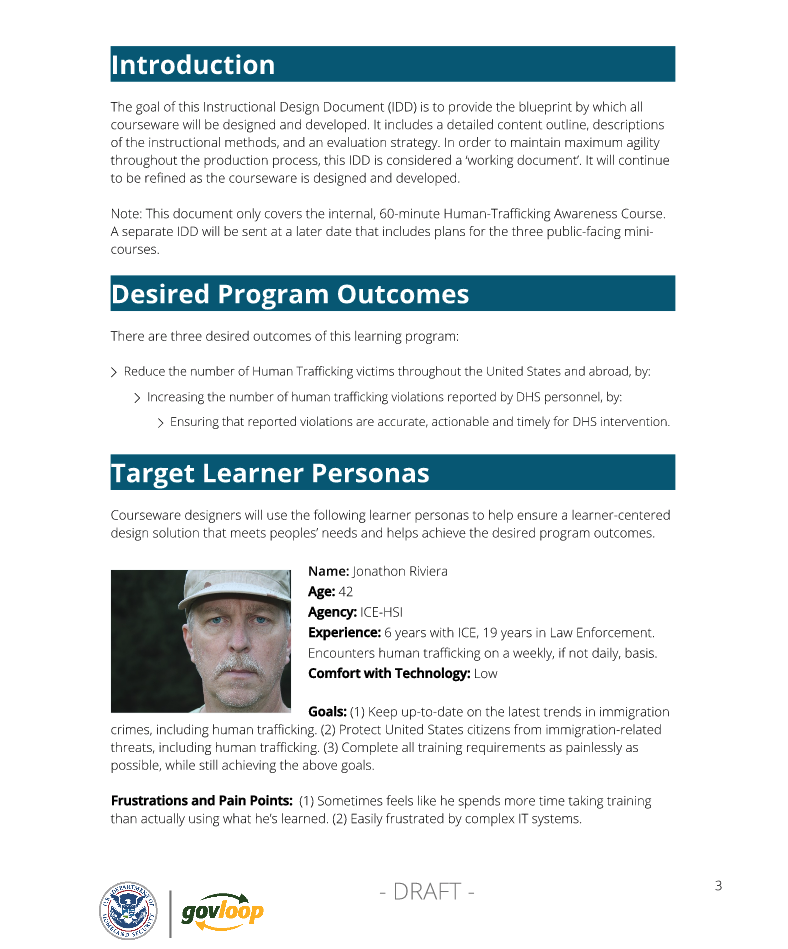 Introduction
The goal of this Instructional Design Document (IDD) is to provide the blueprint by which all
courseware will be designed and developed. It includes a detailed content outline, descriptions
of the instructional methods, and an evaluation strategy. In order to maintain maximum agility
throughout the production process, this IDD is considered a ‘working document’. It will continue
to be refined as the courseware is designed and developed.
Note: This document only covers the internal, 60-minute Human-Trafficking Awareness Course.
A separate IDD will be sent at a later date that includes plans for the three public-facing mini-
courses.
Desired Program Outcomes
There are three desired outcomes of this learning program:
Reduce the number of Human Trafficking victims throughout the United States and abroad, by:
Increasing the number of human trafficking violations reported by DHS personnel, by:
Ensuring that reported violations are accurate, actionable and timely for DHS intervention.
Target Learner Personas
Courseware designers will use the following learner personas to help ensure a learner-centered
design solution that meets peoples’ needs and helps achieve the desired program outcomes.
Name: Jonathon Riviera
Age: 42
Agency: ICE-HSI
Experience: 6 years with ICE, 19 years in Law Enforcement.
Encounters human trafficking on a weekly, if not daily, basis.
Comfort with Technology: Low
Goals: (1) Keep up-to-date on the latest trends in immigration
crimes, including human trafficking. (2) Protect United States citizens from immigration-related
threats, including human trafficking. (3) Complete all training requirements as painlessly as
possible, while still achieving the above goals.
Frustrations and Pain Points: (1) Sometimes feels like he spends more time taking training
than actually using what he’s learned. (2) Easily frustrated by complex IT systems.
U.S. DEPARTMENT OF
HOMELAND SECURITY
govloop
- DRAFT -
3